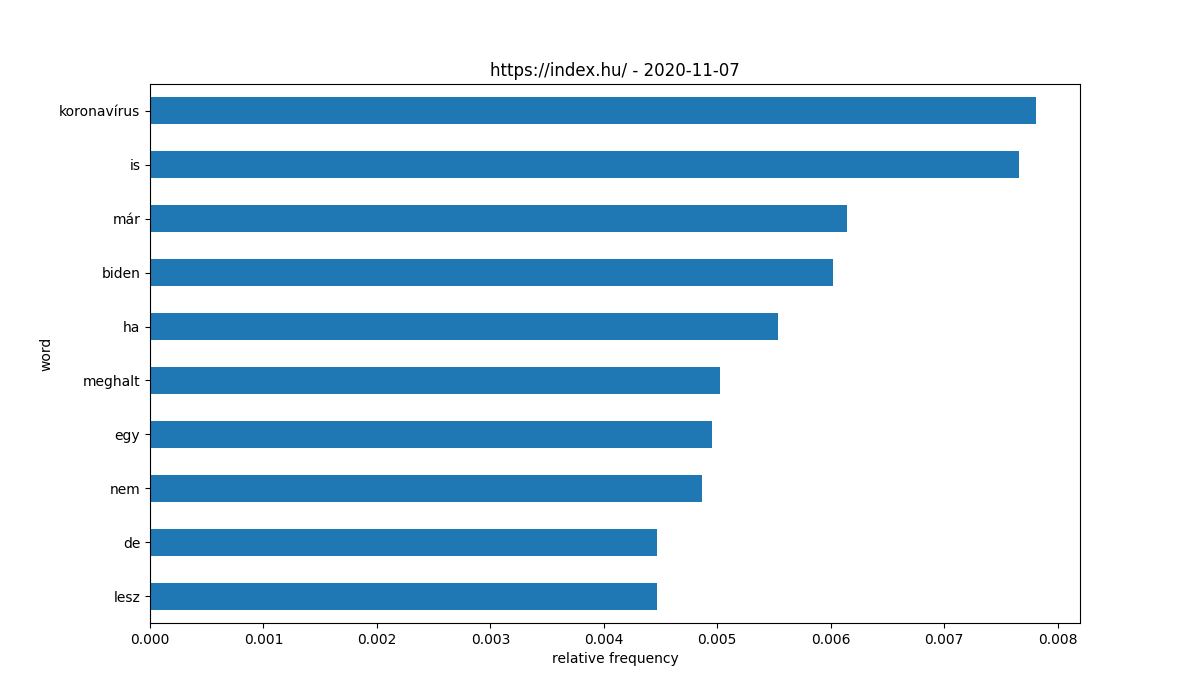 https://index.hu/ - 2020-11-07
koronavírus
is
már
biden
ha
word
meghalt
egy
nem
de
lesz
0.000 0.001 0.002 0.003 0.004 0.005 0.006 0.007 0.008
relative frequency